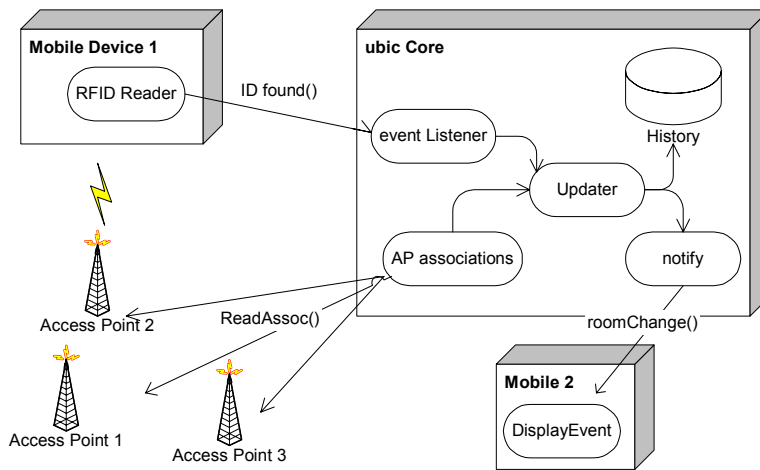 Mobile Device 1
RFID Reader
ID found()
ubic Core
event Listener
History
Updater
AP associations
notify
Access Point 2
ReadAssoc()
roomChange()
Access Point 1
Access Point 3
Mobile 2
DisplayEvent